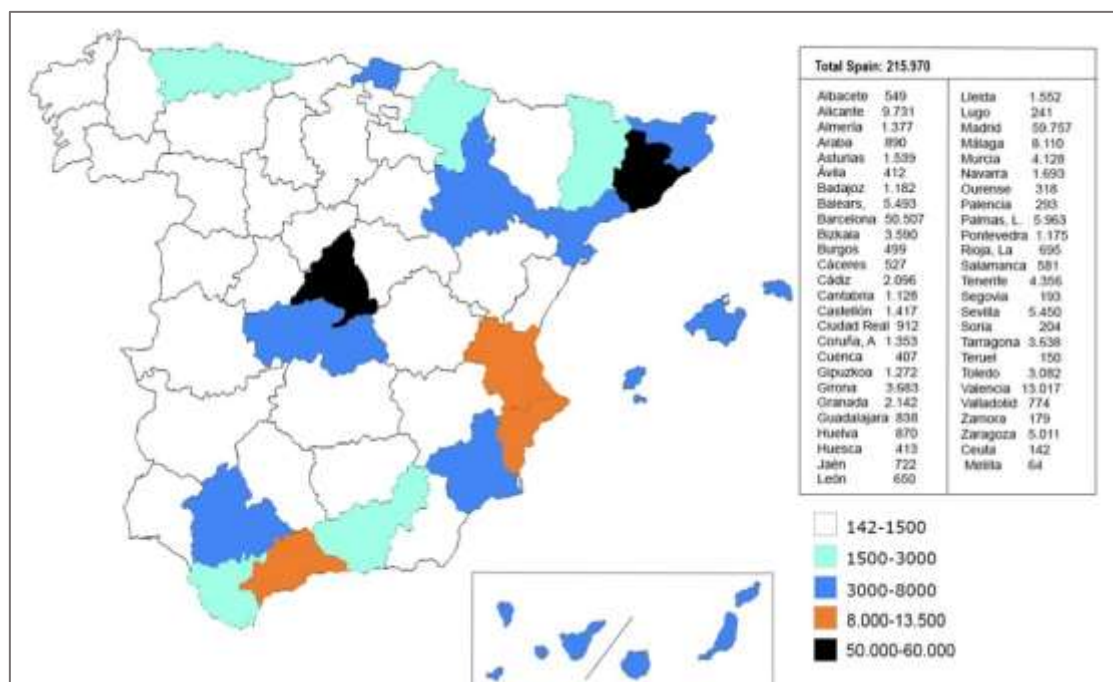 Total Spain: 215.970
Albacete 549
Alicante 9.731
Almería 1.377
Araba 890
Asturias 1.539
Ávila 412
Badajoz 1.182
Balears, 5.493
Barcelona 50.507
Bizkaia 3.590
Burgos 499
Cáceres 527
Cádiz 2.096
Cantabria 1.128
Castellón 1.417
Ciudad Real 912
Coruña, A 1.353
Cuenca 407
Gipuzkoa 1.272
Girona 3.683
Granada 2.142
Guadalajara 838
Huelva 870
Huesca 413
Jaén 722
León 650
Lleida 1.552
Lugo 241
Madrid 59.757
Málaga 8.110
Murcia 4.128
Navarra 1.693
Ourense 318
Palencia 293
Palmas, L. 5.963
Pontevedra 1.175
Rioja, La 695
Salamanca 581
Tenerife 4.356
Segovia 193
Sevilla 5.450
Soria 204
Tarragona 3.538
Teruel 150
Toledo 3.082
Valencia 13.017
Valladolid 774
Zamora 179
Zaragoza 5.011
Ceuta 142
Melilla 64
142-1500
1500-3000
3000-8000
8.000-13.500
50.000-60.000